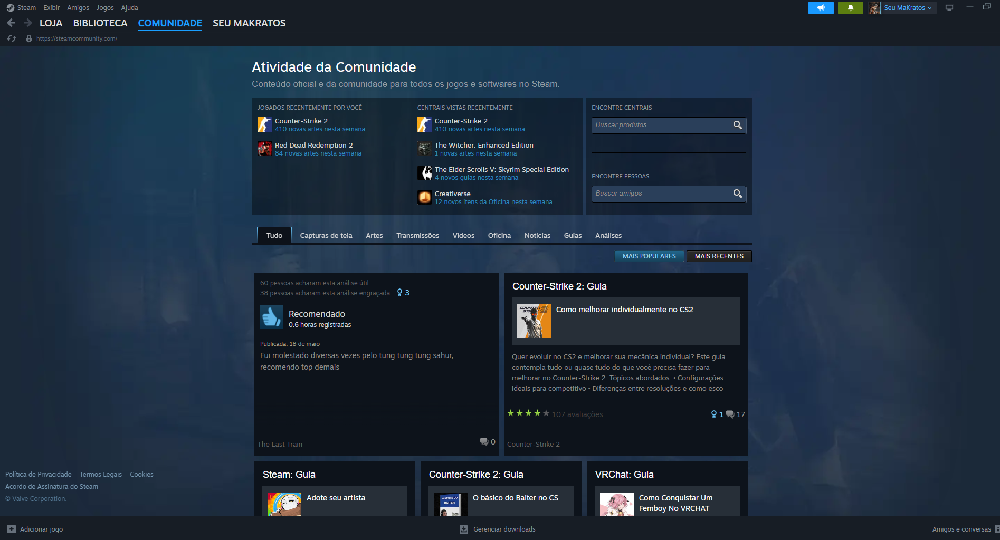 Steam Exibir Amigos Jogos Ajuda
Seu MaKratos
LOJA BIBLIOTECA COMUNIDADE SEU MAKRATOS
https://steamcommunity.com/
Atividade da Comunidade
Conteúdo oficial e da comunidade para todos os jogos e softwares no Steam.
JOGADOS RECENTEMENTE POR VOCÊ
Counter-Strike 2
410 novas artes nesta semana
Red Dead Redemption 2
84 novas artes nesta semana
CENTRAIS VISTAS RECENTEMENTE
Counter-Strike 2
410 novas artes nesta semana
The Witcher: Enhanced Edition
1 novas artes nesta semana
The Elder Scrolls V: Skyrim Special Edition
4 novos guias nesta semana
Creativerse
12 novos itens da Oficina nesta semana
ENCONTRE CENTRAIS
Buscar produtos
ENCONTRE PESSOAS
Buscar amigos
Tudo Capturas de tela Artes Transmissões Vídeos Oficina Notícias Guias Análises
MAIS POPULARES MAIS RECENTES
60 pessoas acharam esta análise útil
38 pessoas acharam esta análise engraçada 3
Recomendado
0.6 horas registradas
Publicada: 18 de maio
Fui molestado diversas vezes pelo tung tung tung sahur,
recomendo top demais
The Last Train 0
Counter-Strike 2: Guia
COUNTER
STRIKE 2
Como melhorar individualmente no CS2
Quer evoluir no CS2 e melhorar sua mecânica individual? Este guia
contempla tudo ou quase tudo do que você precisa fazer para
melhorar no Counter-Strike 2. Tópicos abordados: • Configurações
ideais para competitivo • Diferenças entre resoluções e como esco
107 avaliações 1 17
Counter-Strike 2
Steam: Guia
Adote seu artista
Counter-Strike 2: Guia
O BÁSICO DO
BAITER
O básico do Baiter no CS
VRChat: Guia
Como Conquistar Um
Femboy No VRCHAT
Política de Privacidade Termos Legais Cookies
Acordo de Assinatura do Steam
© Valve Corporation.
Adicionar jogo
Gerenciar downloads
Amigos e conversas